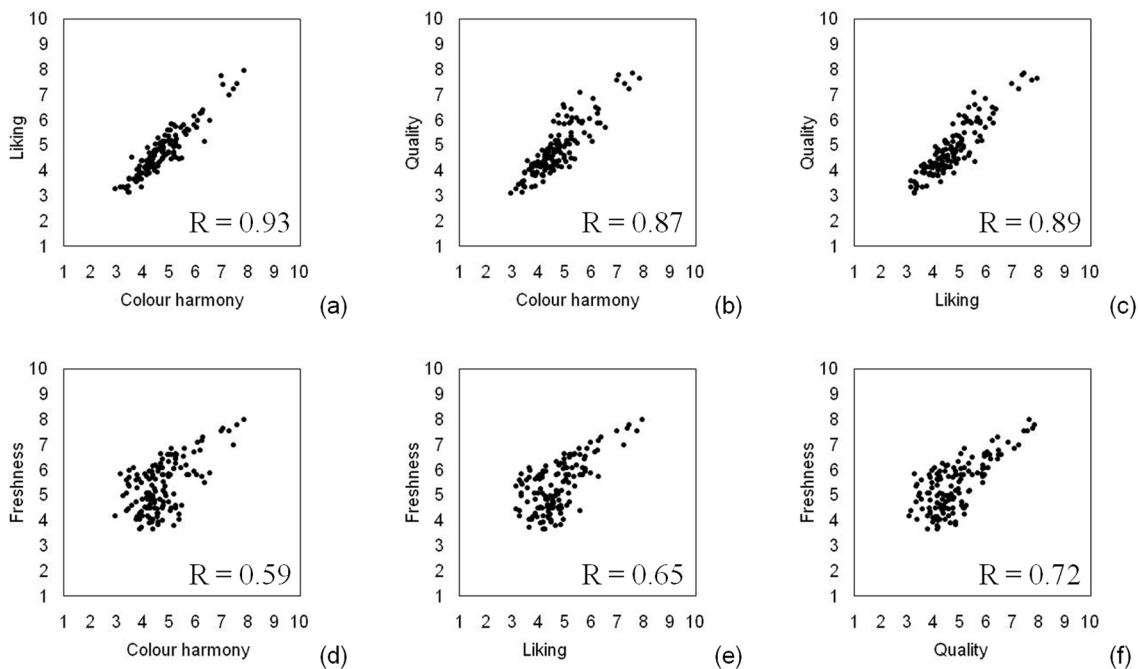 10
9
8
7
6
5
4
3
2
1
Liking
R = 0.93
1 2 3 4 5 6 7 8 9 10
Colour harmony
(a)
10
9
8
7
6
5
4
3
2
1
Quality
R = 0.87
1 2 3 4 5 6 7 8 9 10
Colour harmony
(b)
10
9
8
7
6
5
4
3
2
1
Quality
R = 0.89
1 2 3 4 5 6 7 8 9 10
Liking
(c)
10
9
8
7
6
5
4
3
2
1
Freshness
R = 0.59
1 2 3 4 5 6 7 8 9 10
Colour harmony
(d)
10
9
8
7
6
5
4
3
2
1
Freshness
R = 0.65
1 2 3 4 5 6 7 8 9 10
Liking
(e)
10
9
8
7
6
5
4
3
2
1
Freshness
R = 0.72
1 2 3 4 5 6 7 8 9 10
Quality
(f)